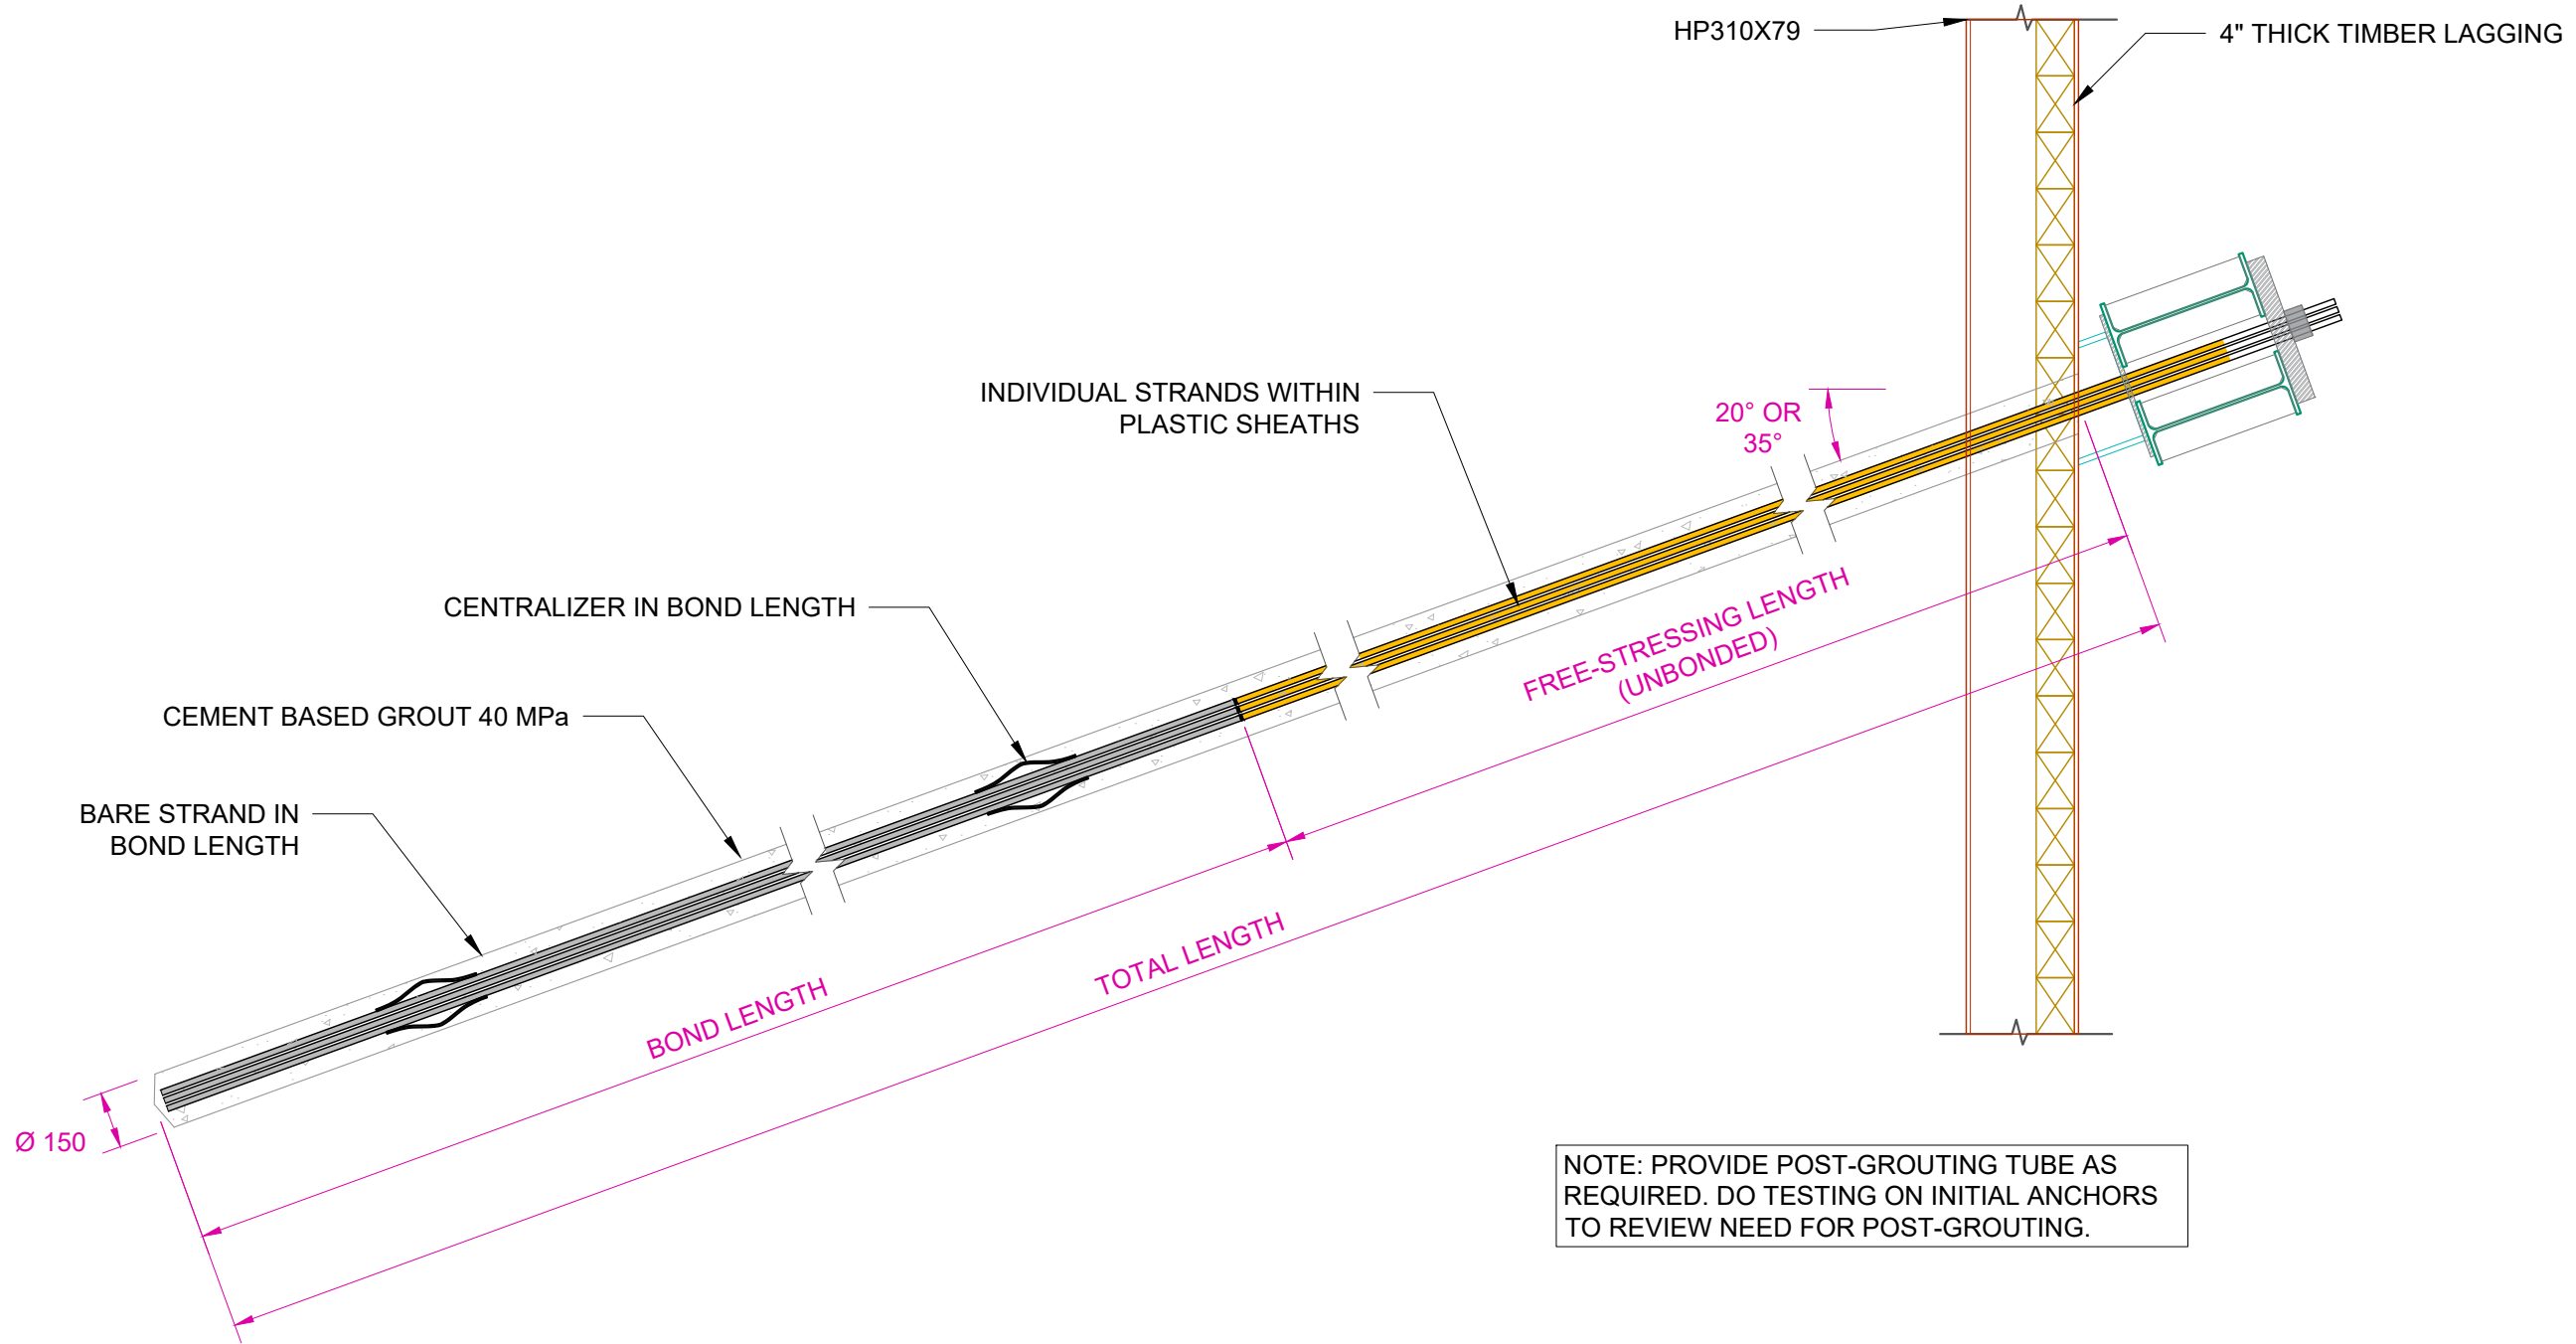 HP310X79
4" THICK TIMBER LAGGING
INDIVIDUAL STRANDS WITHIN
PLASTIC SHEATHS
20° OR
35°
CENTRALIZER IN BOND LENGTH
FREE-STRESSING LENGTH
(UNBONDED)
CEMENT BASED GROUT 40 MPa
BARE STRAND IN
BOND LENGTH
TOTAL LENGTH
BOND LENGTH
Ø 150
NOTE: PROVIDE POST-GROUTING TUBE AS
REQUIRED. DO TESTING ON INITIAL ANCHORS
TO REVIEW NEED FOR POST-GROUTING.